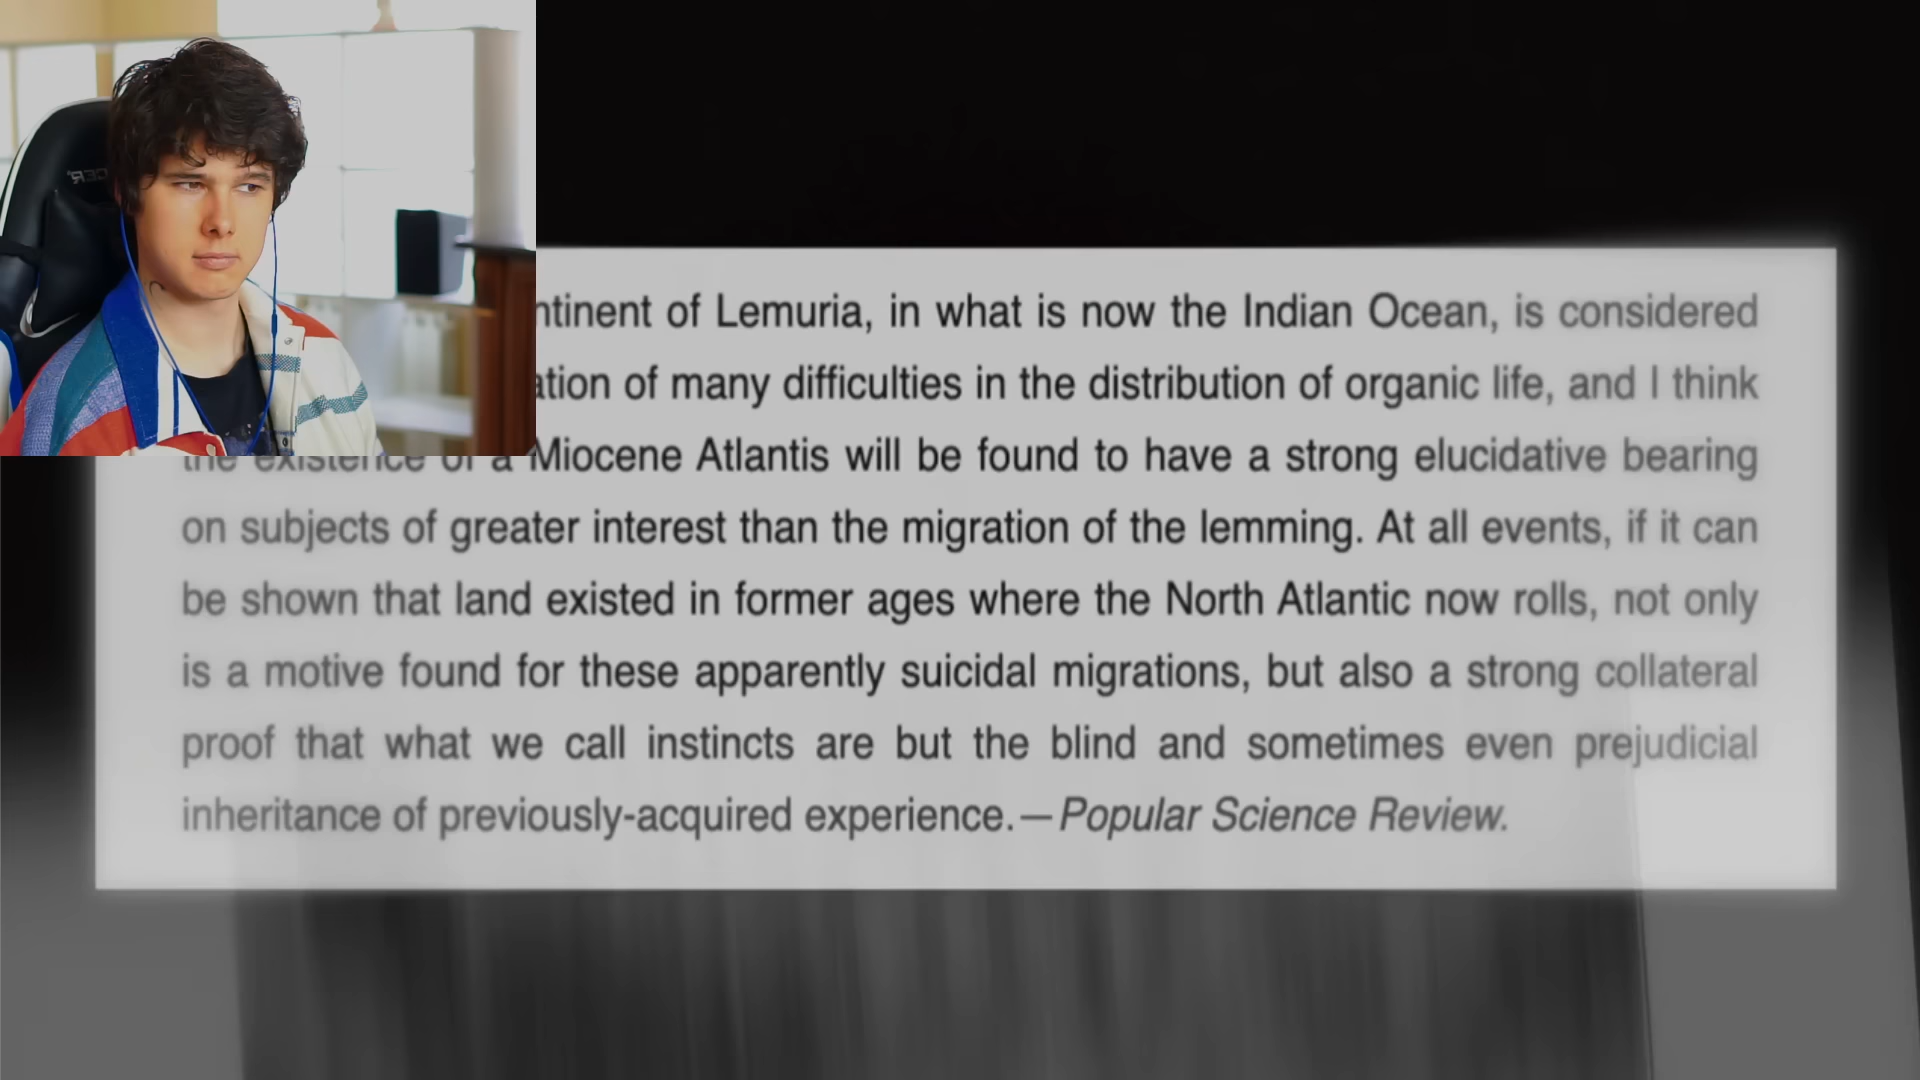 ntinent of Lemuria, in what is now the Indian Ocean, is considered
ation of many difficulties in the distribution of organic life, and I think
the existence of a Miocene Atlantis will be found to have a strong elucidative bearing
on subjects of greater interest than the migration of the lemming. At all events, if it can
be shown that land existed in former ages where the North Atlantic now rolls, not only
is a motive found for these apparently suicidal migrations, but also a strong collateral
proof that what we call instincts are but the blind and sometimes even prejudicial
inheritance of previously-acquired experience.—Popular Science Review.